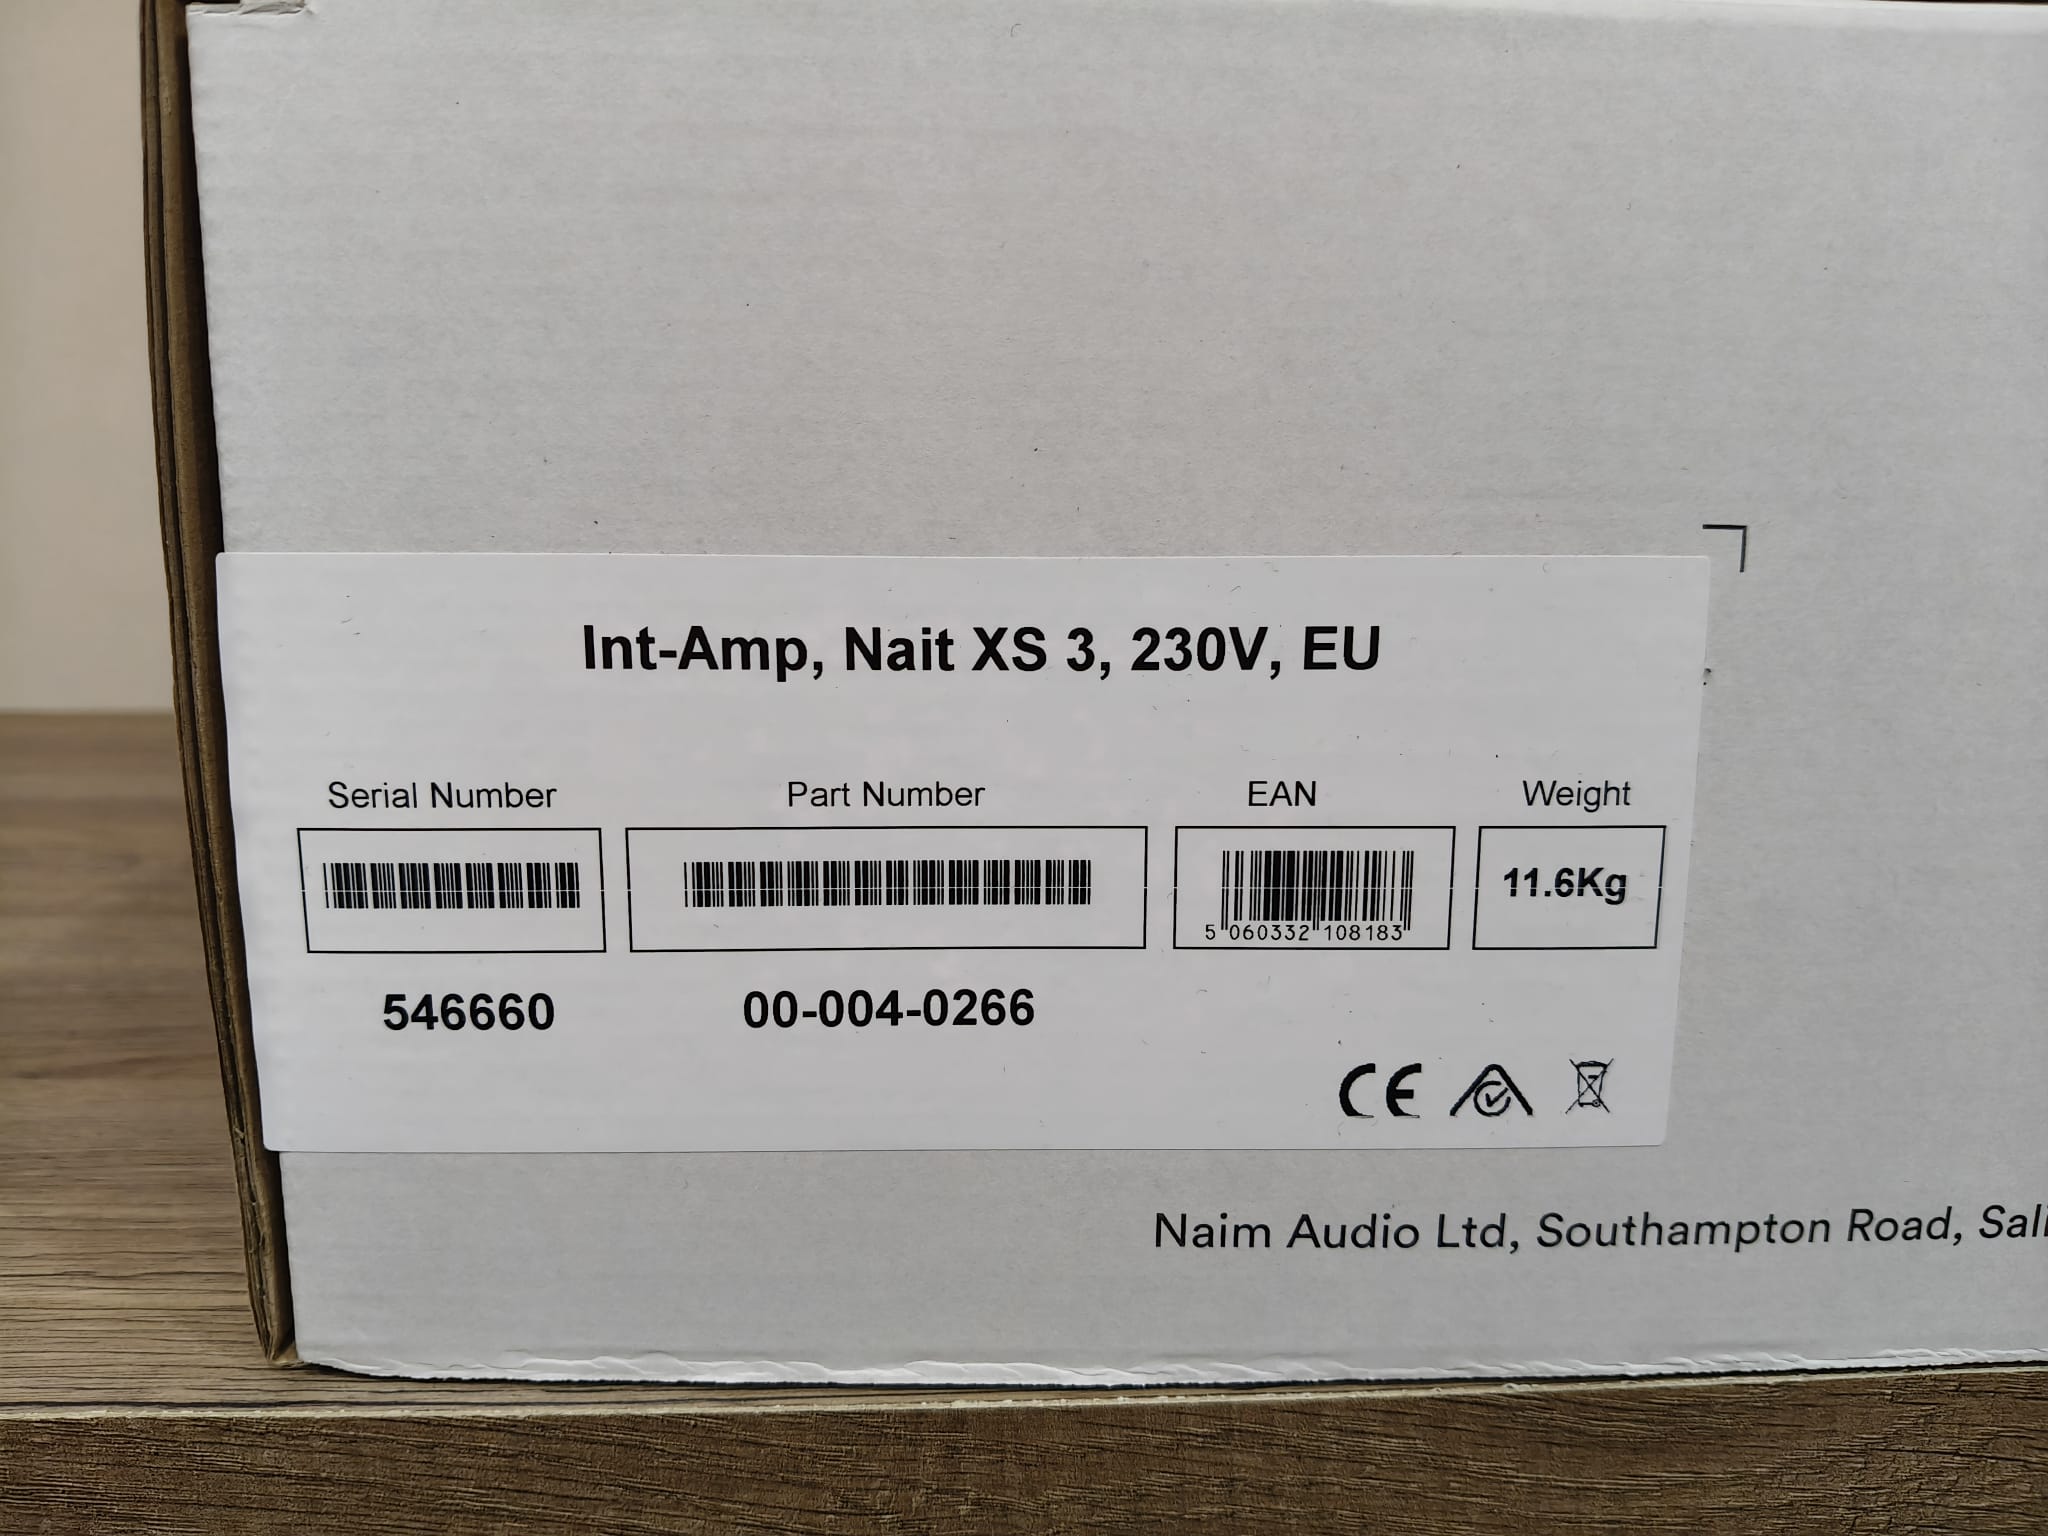 Int-Amp, Nait XS 3, 230V, EU
Serial Number Part Number EAN Weight
11.6Kg
5 060332 108183
546660 00-004-0266
CE
Naim Audio Ltd, Southampton Road, Sali